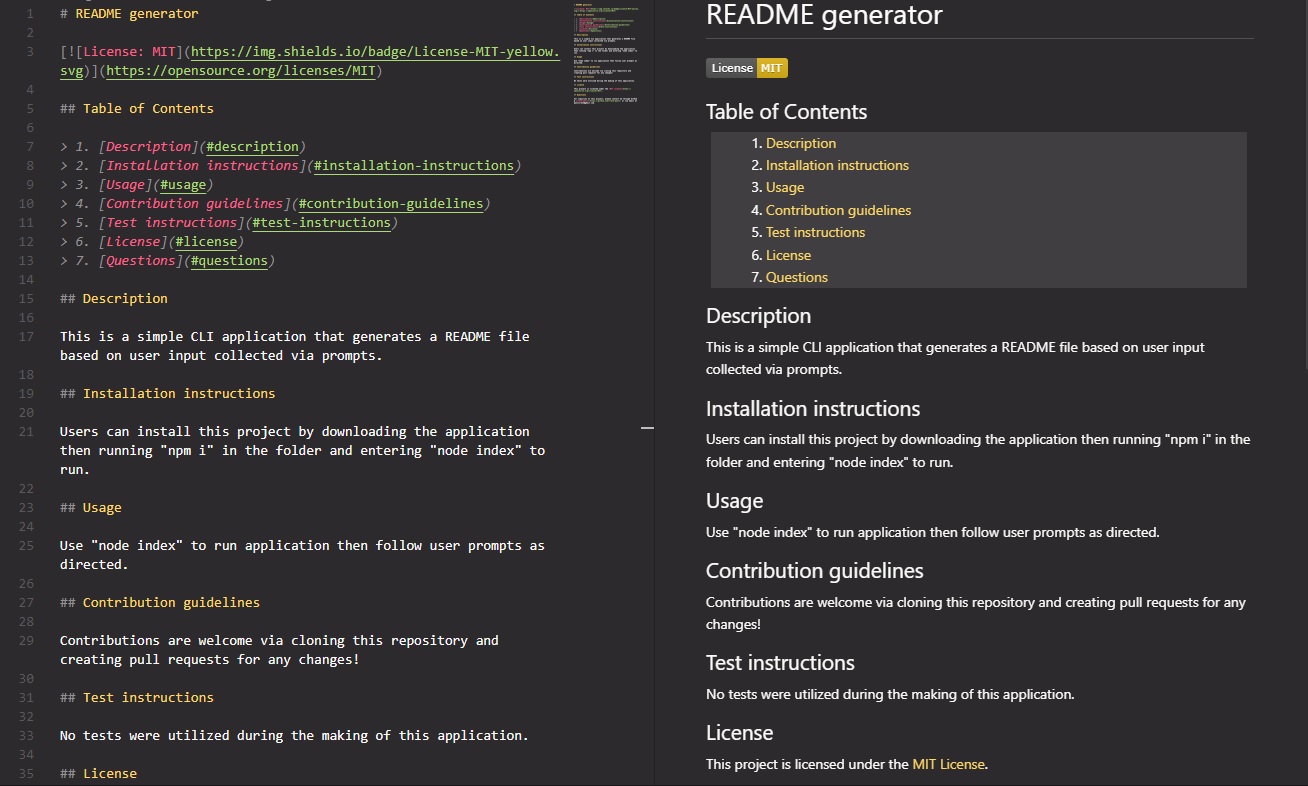 1 # README generator
2
3 [![License: MIT](https://img.shields.io/badge/License-MIT-yellow.
svg)](https://opensource.org/licenses/MIT)
4
5 ## Table of Contents
6
7 > 1. [Description](#description)
8 > 2. [Installation instructions](#installation-instructions)
9 > 3. [Usage](#usage)
10 > 4. [Contribution guidelines](#contribution-guidelines)
11 > 5. [Test instructions](#test-instructions)
12 > 6. [License](#license)
13 > 7. [Questions](#questions)
14
15 ## Description
16
17 This is a simple CLI application that generates a README file
based on user input collected via prompts.
18
19 ## Installation instructions
20
21 Users can install this project by downloading the application
then running "npm i" in the folder and entering "node index" to
run.
22
23 ## Usage
24
25 Use "node index" to run application then follow user prompts as
directed.
26
27 ## Contribution guidelines
28
29 Contributions are welcome via cloning this repository and
creating pull requests for any changes!
30
31 ## Test instructions
32
33 No tests were utilized during the making of this application.
34
35 ## License
README generator
License MIT
Table of Contents
1. Description
2. Installation instructions
3. Usage
4. Contribution guidelines
5. Test instructions
6. License
7. Questions
Description
This is a simple CLI application that generates a README file based on user input
collected via prompts.
Installation instructions
Users can install this project by downloading the application then running "npm i" in the
folder and entering "node index" to run.
Usage
Use "node index" to run application then follow user prompts as directed.
Contribution guidelines
Contributions are welcome via cloning this repository and creating pull requests for any
changes!
Test instructions
No tests were utilized during the making of this application.
License
This project is licensed under the MIT License.